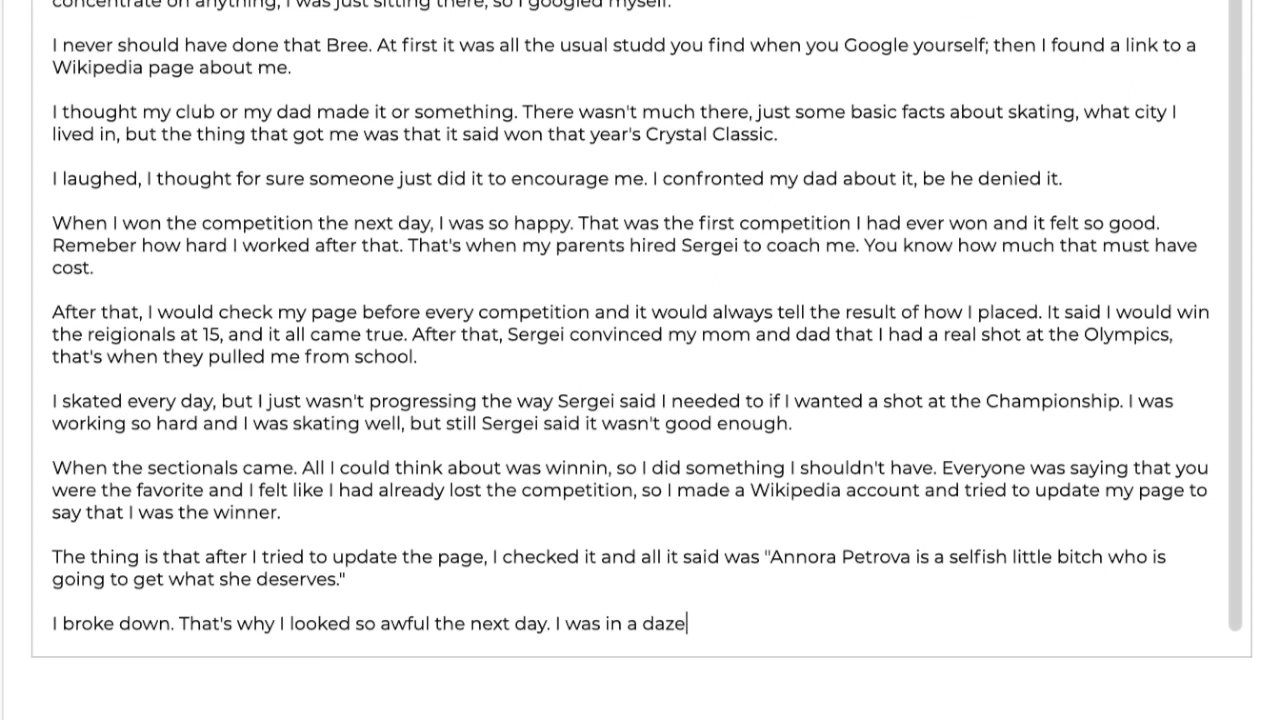 concentrate on anything, I was just sitting there, so I googled myself.
I never should have done that Bree. At first it was all the usual studd you find when you Google yourself; then I found a link to a
Wikipedia page about me.
I thought my club or my dad made it or something. There wasn't much there, just some basic facts about skating, what city I
lived in, but the thing that got me was that it said won that year's Crystal Classic.
I laughed, I thought for sure someone just did it to encourage me. I confronted my dad about it, be he denied it.
When I won the competition the next day, I was so happy. That was the first competition I had ever won and it felt so good.
Remeber how hard I worked after that. That's when my parents hired Sergei to coach me. You know how much that must have
cost.
After that, I would check my page before every competition and it would always tell the result of how I placed. It said I would win
the reigionals at 15, and it all came true. After that, Sergei convinced my mom and dad that I had a real shot at the Olympics,
that's when they pulled me from school.
I skated every day, but I just wasn't progressing the way Sergei said I needed to if I wanted a shot at the Championship. I was
working so hard and I was skating well, but still Sergei said it wasn't good enough.
When the sectionals came. All I could think about was winnin, so I did something I shouldn't have. Everyone was saying that you
were the favorite and I felt like I had already lost the competition, so I made a Wikipedia account and tried to update my page to
say that I was the winner.
The thing is that after I tried to update the page, I checked it and all it said was "Annora Petrova is a selfish little bitch who is
going to get what she deserves."
I broke down. That's why I looked so awful the next day. I was in a daze